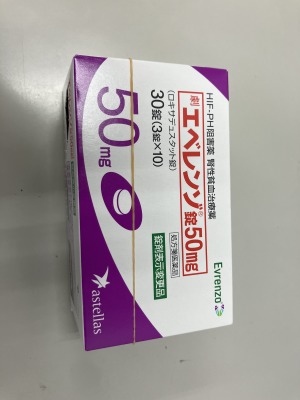 HIF-PH阻害薬 腎性貧血治療薬
劇 エベレンゾ®錠50mg
(ロキサデュスタット錠)
処方箋医薬品
30錠(3錠×10)
錠剤表示変更品
Evrenzo®
50mg
astellas